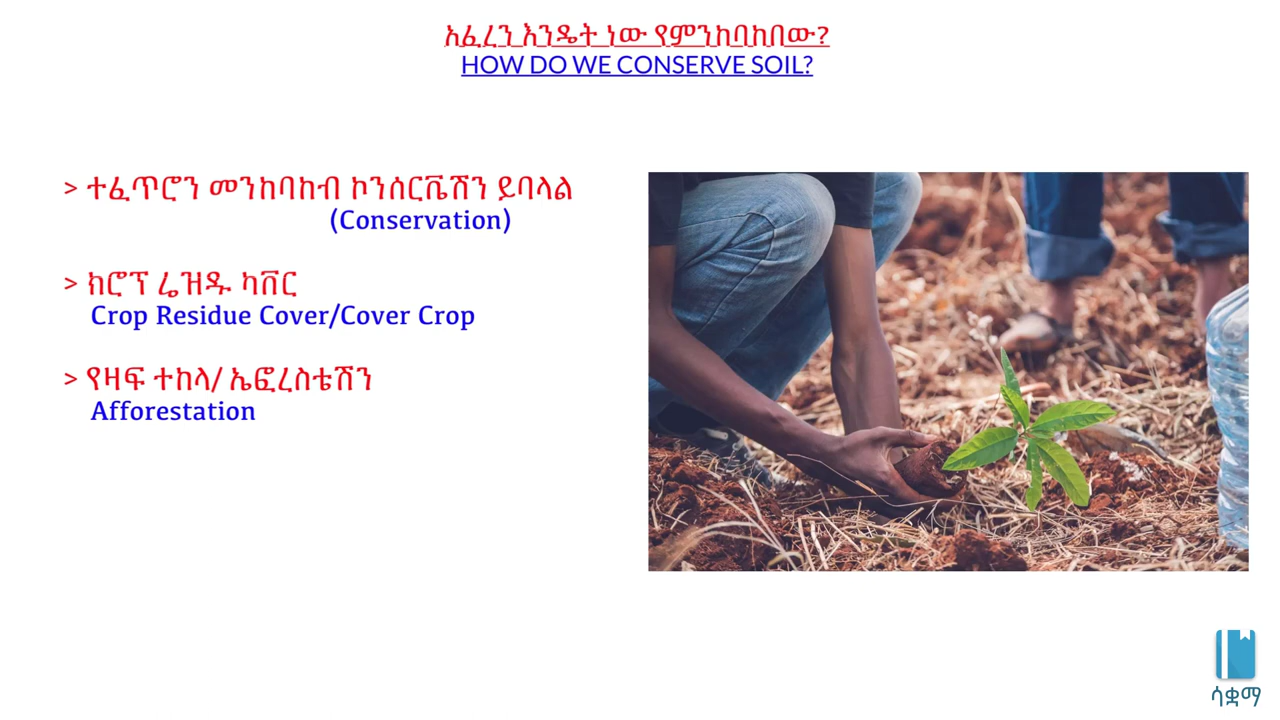 አፈረን እንዴት ነው የምንከባከበው?
HOW DO WE CONSERVE SOIL?
> ተፈጥሮን መንከባከብ ኮንሰርቬሽን ይባላል
(Conservation)
> ክሮፕ ሬዝዱ ካቨር
Crop Residue Cover/Cover Crop
> የዛፍ ተከላ/ ኤፎረስቴሽን
Afforestation
ሳቋማ